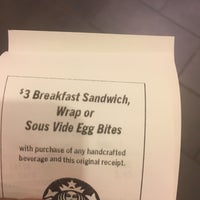 $3 Breakfast Sandwich,
Wrap or
Sous Vide Egg Bites
with purchase of any handcrafted
beverage and this original receipt.